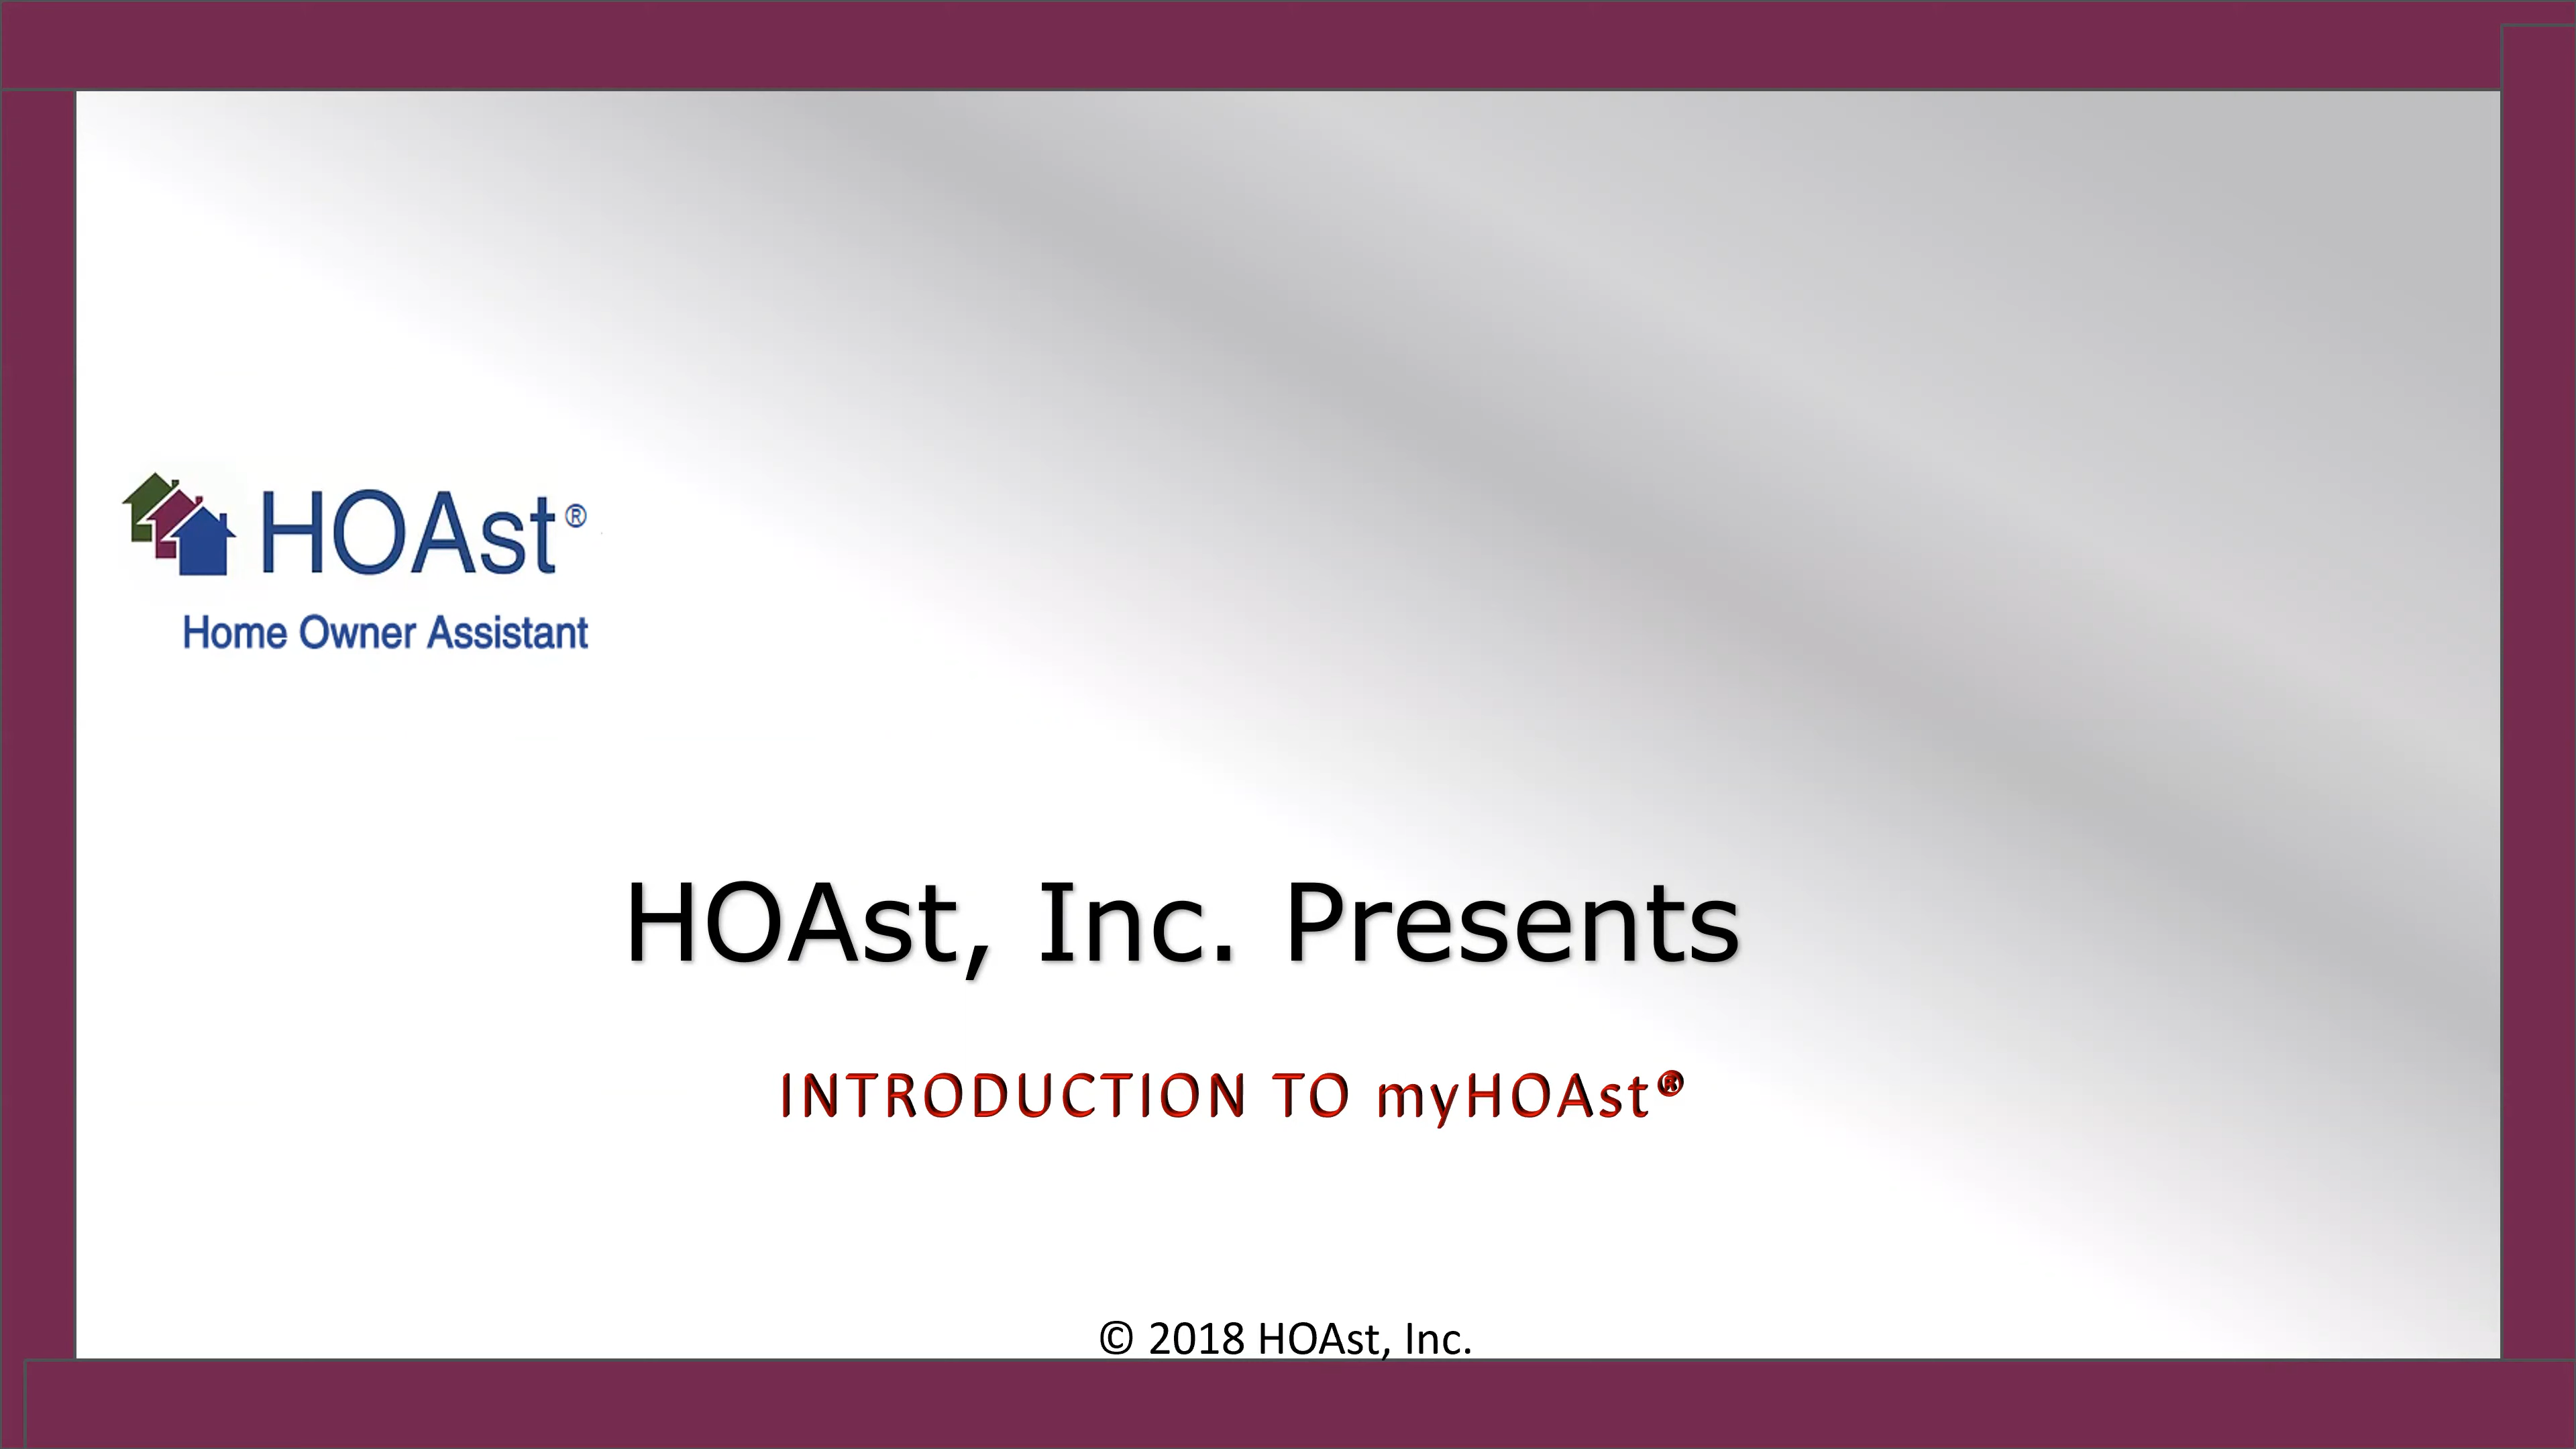 HOAst®
Home Owner Assistant
HOAst, Inc. Presents
INTRODUCTION TO myHOAst®
© 2018 HOAst, Inc.